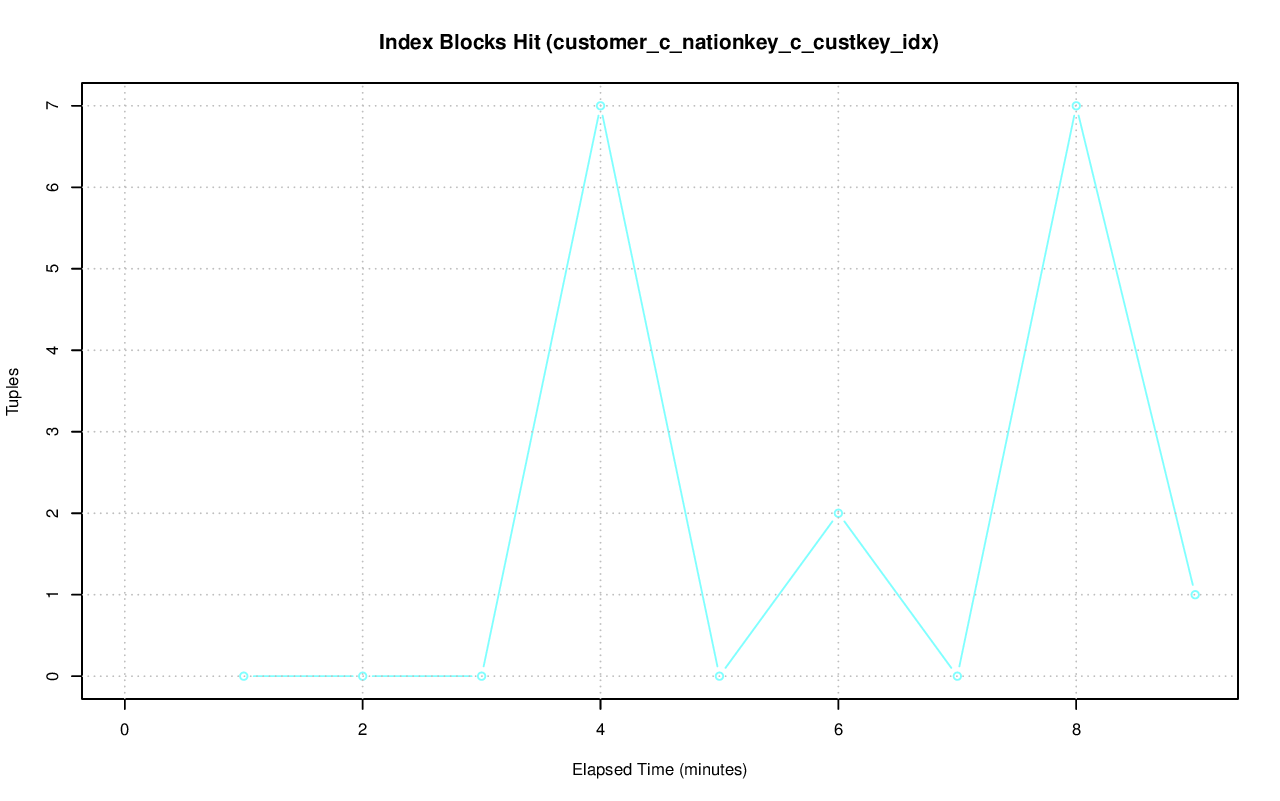 Index Blocks Hit (customer_c_nationkey_c_custkey_idx)
7
6
5
4
3
2
1
0
Tuples
0 2 4 6 8
Elapsed Time (minutes)